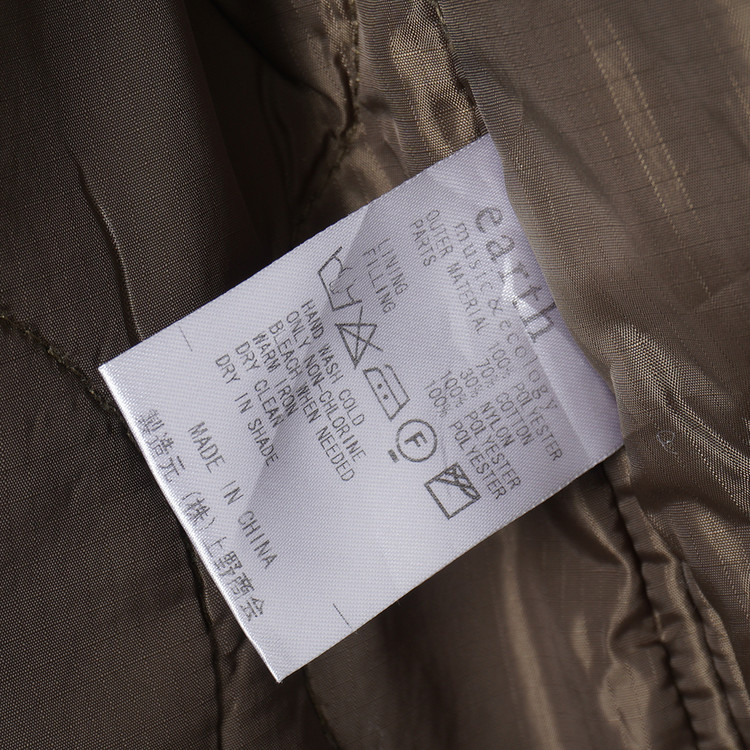 earth
music & ecology
OUTER MATERIAL 100% POLYESTER
PARTS 70% COTTON
30% NYLON
LINING 100% POLYESTER
FILLING 100% POLYESTER
F
HAND WASH COLD
ONLY NON-CHLORINE
BLEACH WHEN NEEDED
WARM IRON
DRY CLEAN
DRY IN SHADE
MADE IN CHINA
製造元(株)上野商会